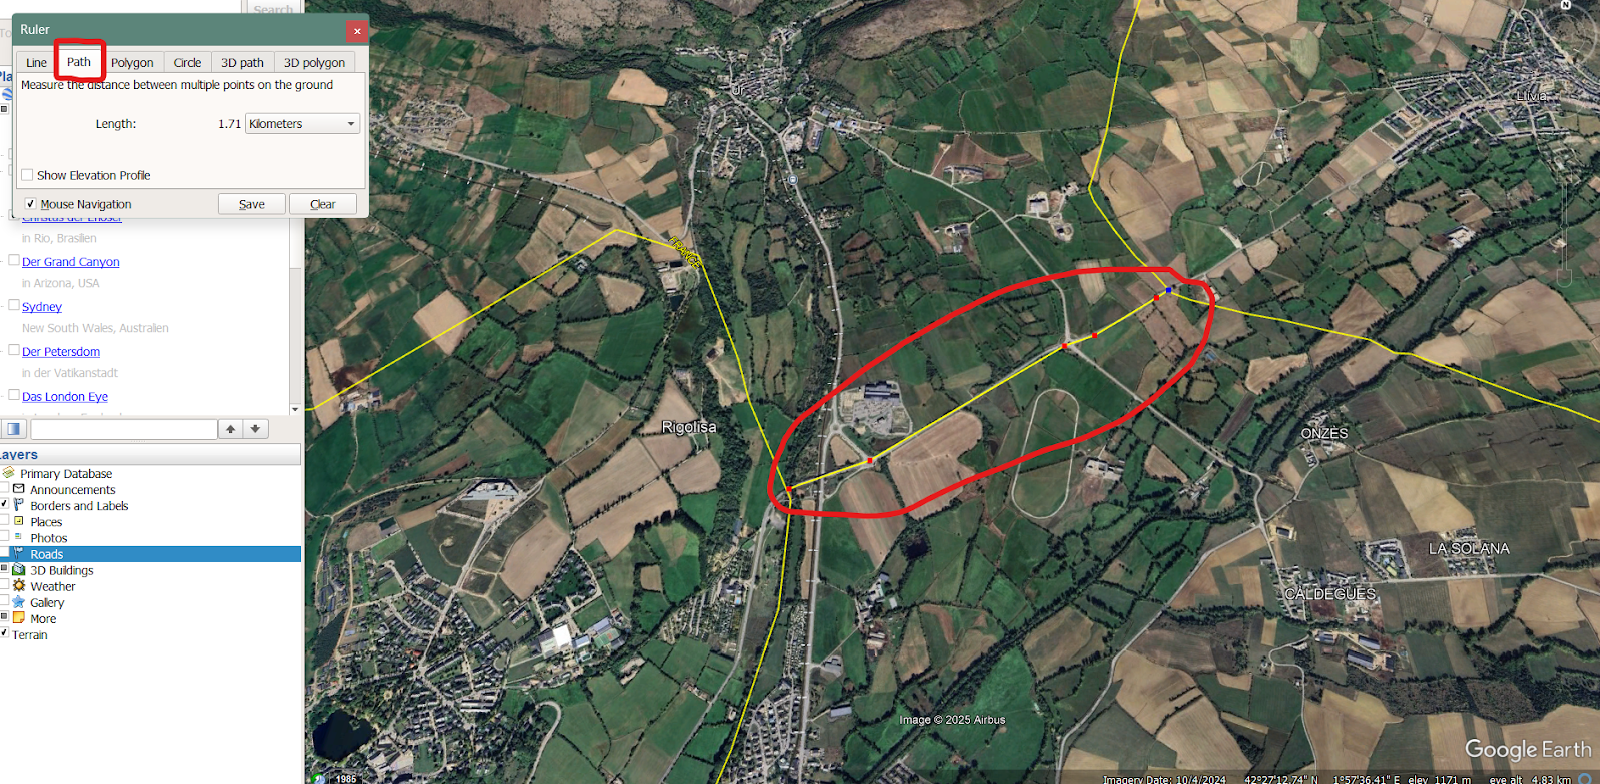 Search
Ruler
Line Path Polygon Circle 3D path 3D polygon
Measure the distance between multiple points on the ground
Length: 1.71 Kilometers
Show Elevation Profile
Mouse Navigation Save Clear
in Rio, Brasilien
Der Grand Canyon
in Arizona, USA
Sydney
New South Wales, Australien
Der Petersdom
in der Vatikanstadt
Das London Eye
Layers
Primary Database
Announcements
Borders and Labels
Places
Photos
Roads
3D Buildings
Weather
Gallery
More
Terrain
Ur
Llívia
FRANCE
Rigolisa
ONZÈS
LA SOLANA
CALDEGUES
Image © 2025 Airbus
Google Earth
1985
Imagery Date: 10/4/2024 42°27'12.74" N 1°57'36.41" E elev 1171 m eye alt 4.83 km
N